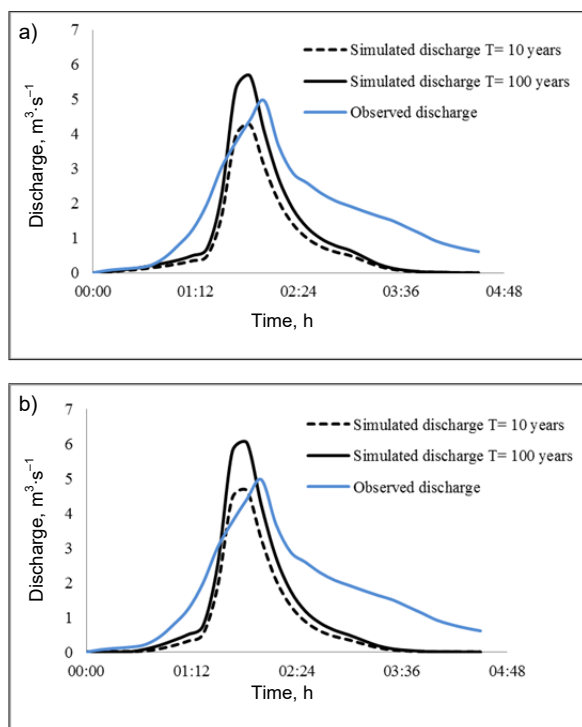 a)
7
6
5
4
3
2
1
0
Discharge, m³·s⁻¹
Simulated discharge T= 10 years
Simulated discharge T= 100 years
Observed discharge
00:00 01:12 02:24 03:36 04:48
Time, h
b)
7
6
5
4
3
2
1
0
Discharge, m³·s⁻¹
Simulated discharge T= 10 years
Simulated discharge T= 100 years
Observed discharge
00:00 01:12 02:24 03:36 04:48
Time, h